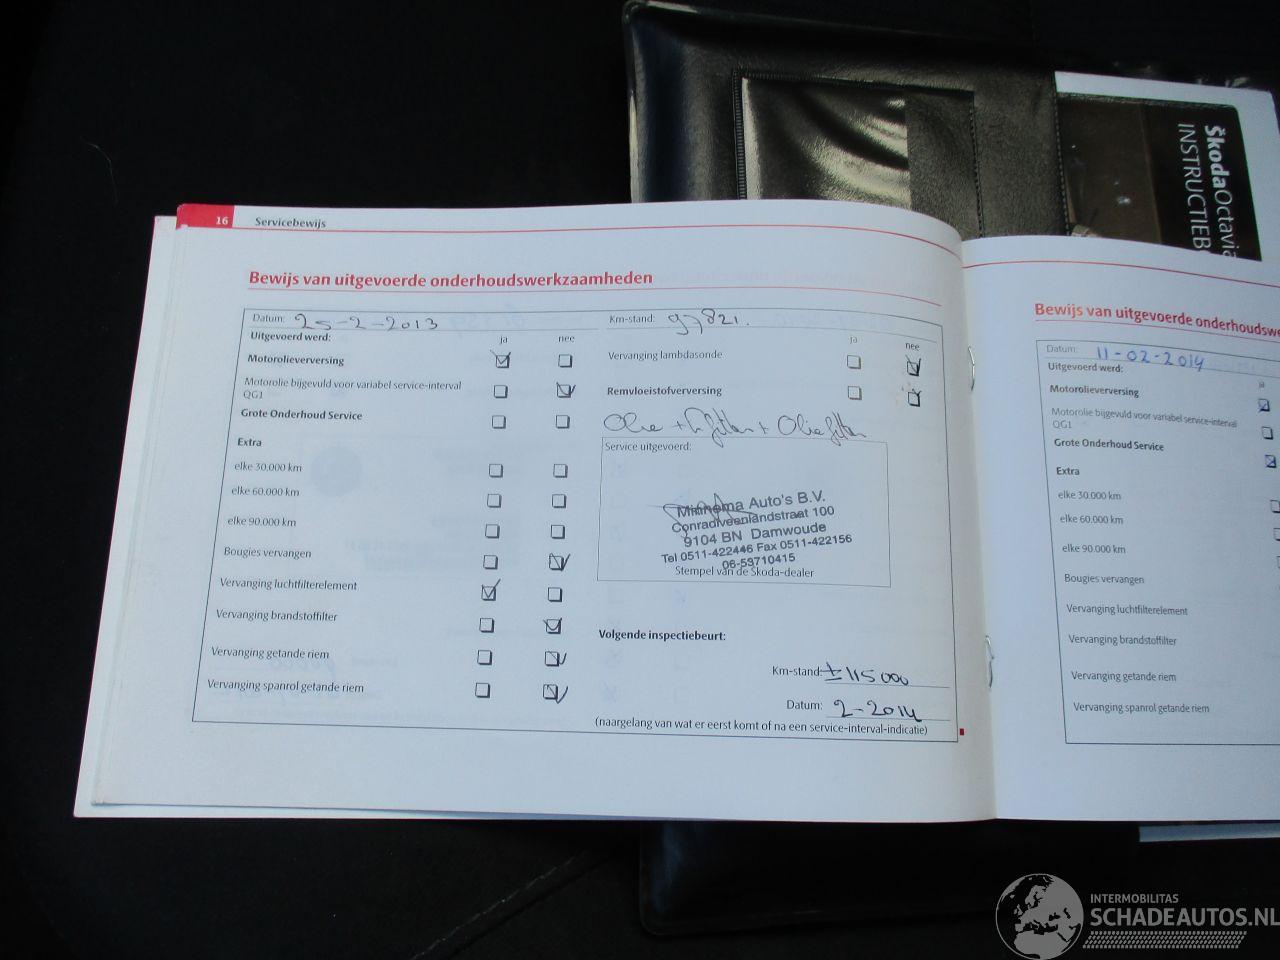 ŠkodaOctavia
INSTRUCTIEB
16 Servicebewijs
Bewijs van uitgevoerde onderhoudswerkzaamheden
Datum: 25-2-2013
Km-stand: 97821.
Uitgevoerd werd: ja nee
ja nee
Motorolieverversing
Motorolie bijgevuld voor variabel service-interval
QG1
Grote Onderhoud Service
Extra
elke 30.000 km
elke 60.000 km
elke 90.000 km
Bougies vervangen
Vervanging luchtfilterelement
Vervanging brandstoffilter
Vervanging getande riem
Vervanging spanrol getande riem
Vervanging lambdasonde
Remvloeistofverversing
Olie + + Oliefilter
Service uitgevoerd:
Minnema Auto's B.V.
Conradiveenlandstraat 100
9104 BN Damwoude
Tel 0511-422446 Fax 0511-422156
06-53710415
Stempel van de Skoda-dealer
Volgende inspectiebeurt:
Km-stand: ± 115 000
Datum: 2-2014
(naargelang van wat er eerst komt of na een service-interval-indicatie)
Bewijs van uitgevoerde onderhoudswe
Datum: 11-02-2014
Uitgevoerd werd:
ja
Motorolieverversing
Motorolie bijgevuld voor variabel service-interval
QG1
Grote Onderhoud Service
Extra
elke 30.000 km
elke 60.000 km
elke 90.000 km
Bougies vervangen
Vervanging luchtfilterelement
Vervanging brandstoffilter
Vervanging getande riem
Vervanging spanrol getande riem
INTERMOBILITAS
SCHADEAUTOS.NL